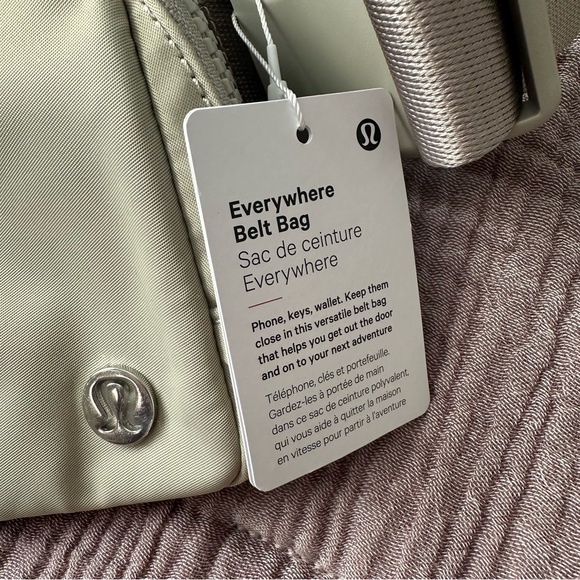 Everywhere
Belt Bag
Sac de ceinture
Everywhere
Phone, keys, wallet. Keep them
close in this versatile belt bag
that helps you get out the door
and on to your next adventure
Téléphone, clés et portefeuille.
Gardez-les à portée de main
dans ce sac de ceinture polyvalent,
qui vous aide à quitter la maison
en vitesse pour partir à l'aventure